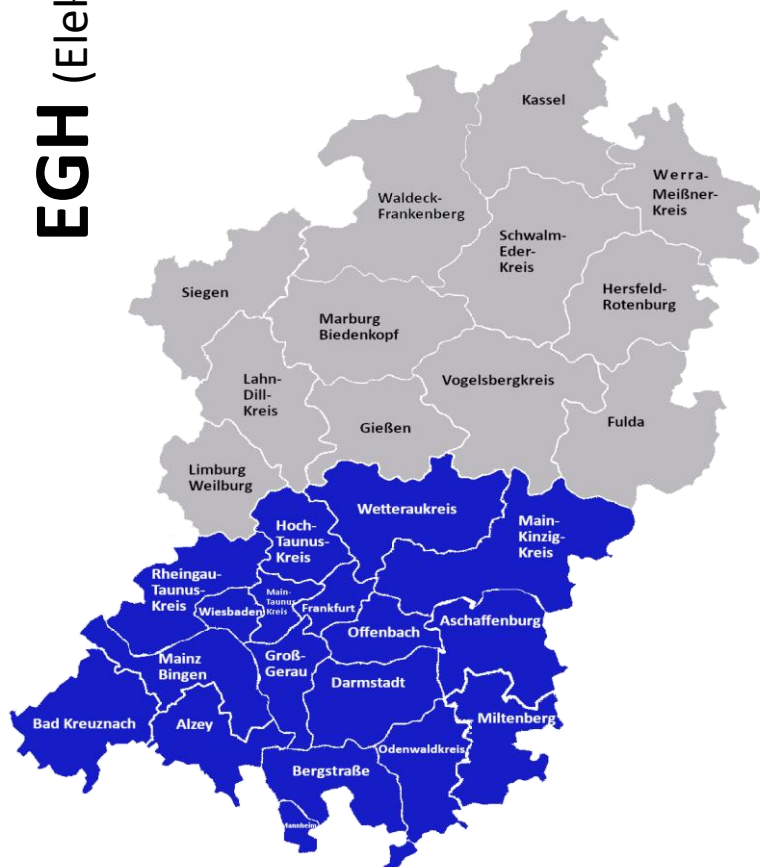 EGH (Ele
Kassel
Werra-
Meißner-
Kreis
Waldeck-
Frankenberg
Schwalm-
Eder-
Kreis
Hersfeld-
Rotenburg
Siegen
Marburg
Biedenkopf
Lahn-
Dill-
Kreis
Vogelsbergkreis
Gießen
Fulda
Limburg
Weilburg
Wetteraukreis
Main-
Kinzig-
Kreis
Hoch-
Taunus-
Kreis
Rheingau-
Taunus-
Kreis
Main-
Taunus
Kreis
Wiesbaden
Frankfurt
Offenbach
Aschaffenburg
Mainz
Bingen
Groß-
Gerau
Darmstadt
Bad Kreuznach
Alzey
Miltenberg
Odenwaldkreis
Bergstraße
Mannheim